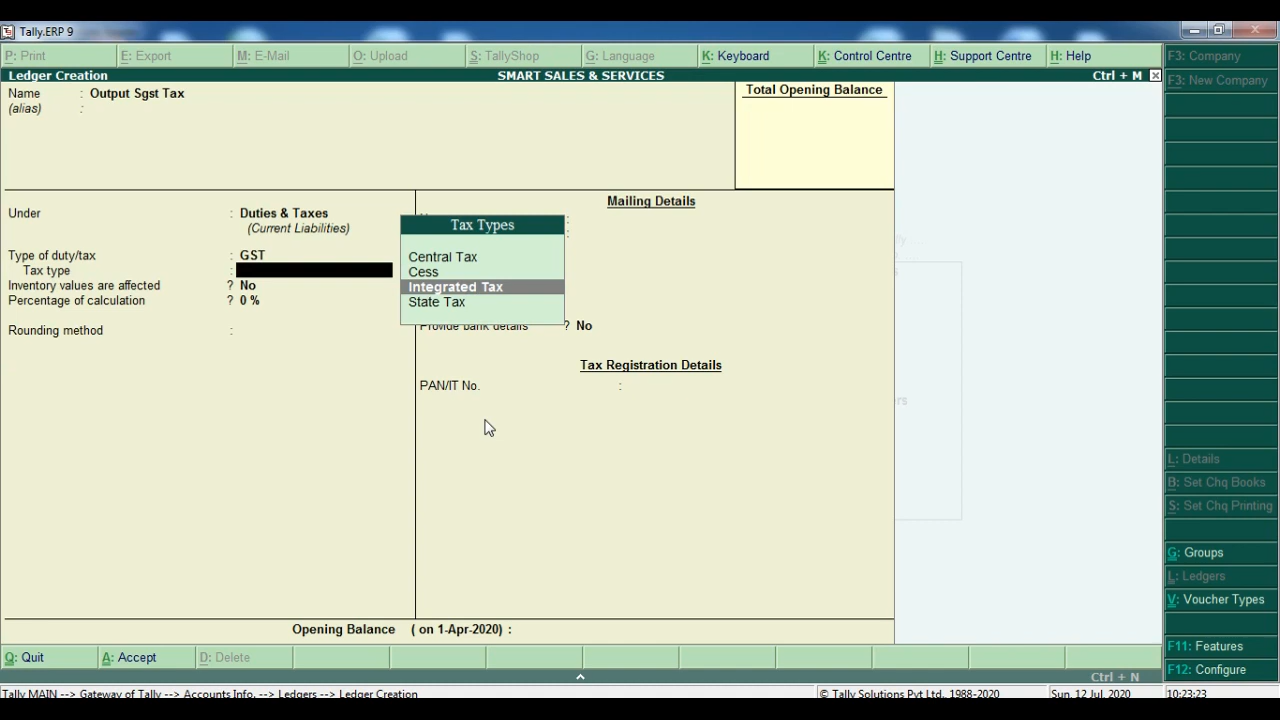 Tally.ERP 9
P: Print
E: Export
M: E-Mail
O: Upload
S: TallyShop
G: Language
K: Keyboard
K: Control Centre
H: Support Centre
H: Help
F3: Company
Ledger Creation
SMART SALES & SERVICES
Ctrl + M
F3: New Company
Name : Output Sgst Tax
(alias) :
Total Opening Balance
Mailing Details
Under : Duties & Taxes
(Current Liabilities)
Tax Types
Central Tax
Cess
Integrated Tax
State Tax
Type of duty/tax : GST
Tax type :
Inventory values are affected ? No
Percentage of calculation ? 0 %
Rounding method :
Provide bank details ? No
Tax Registration Details
PAN/IT No. :
L: Details
B: Set Chq Books
S: Set Chq Printing
G: Groups
L: Ledgers
V: Voucher Types
F11: Features
F12: Configure
Opening Balance ( on 1-Apr-2020) :
Q: Quit
A: Accept
D: Delete
Ctrl + N
Tally MAIN --> Gateway of Tally --> Accounts Info. --> Ledgers --> Ledger Creation
© Tally Solutions Pvt Ltd., 1988-2020
Sun, 12 Jul, 2020
10:23:23